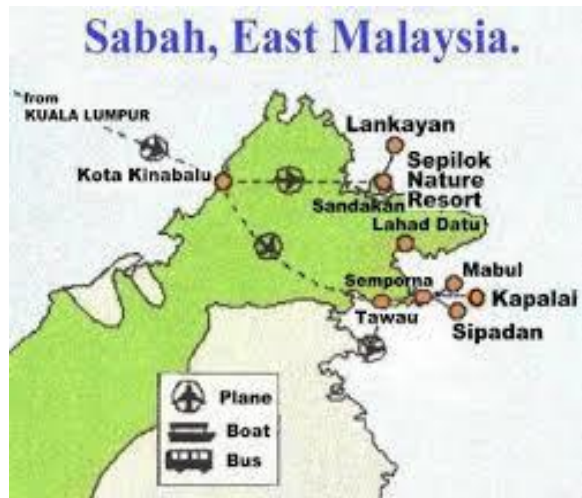 Sabah, East Malaysia.
from
KUALA LUMPUR
Lankayan
Kota Kinabalu
Sepilok
Nature
Resort
Sandakan
Lahad Datu
Semporna
Mabul
Kapalai
Tawau
Sipadan
Plane
Boat
Bus